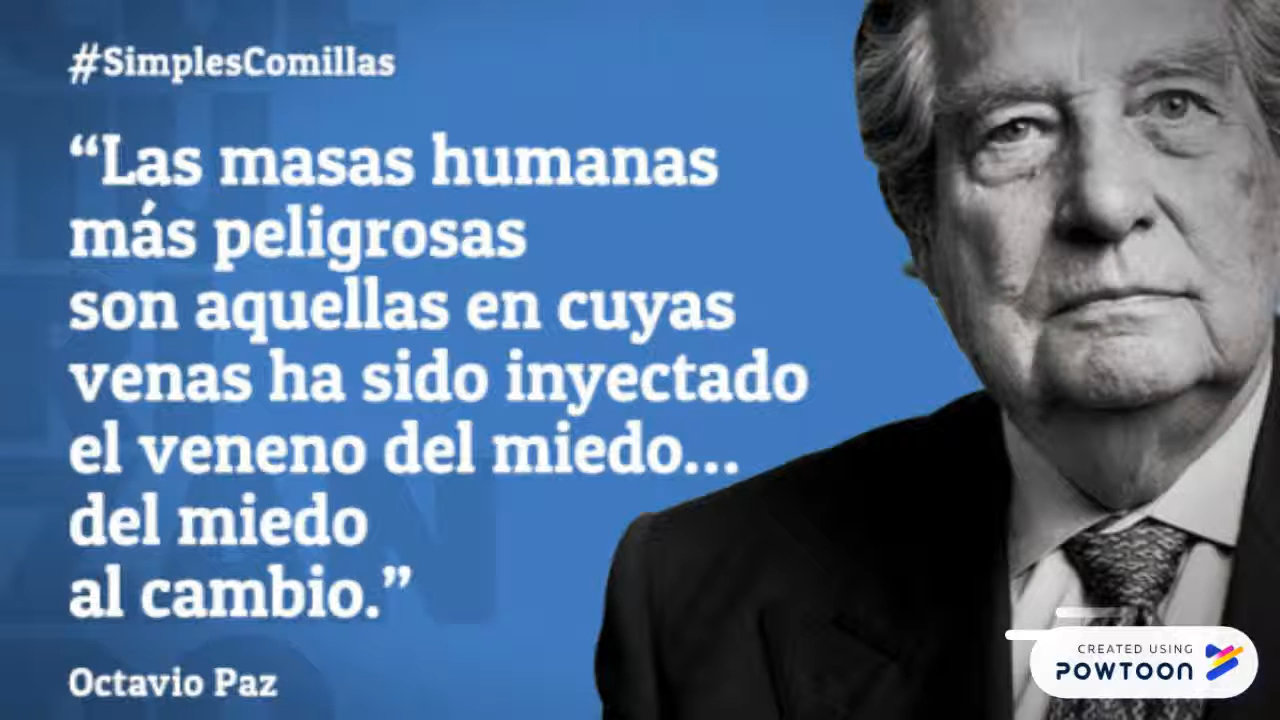 #SimplesComillas
“Las masas humanas
más peligrosas
son aquellas en cuyas
venas ha sido inyectado
el veneno del miedo...
del miedo
al cambio.”
Octavio Paz
CREATED USING
POWTOON